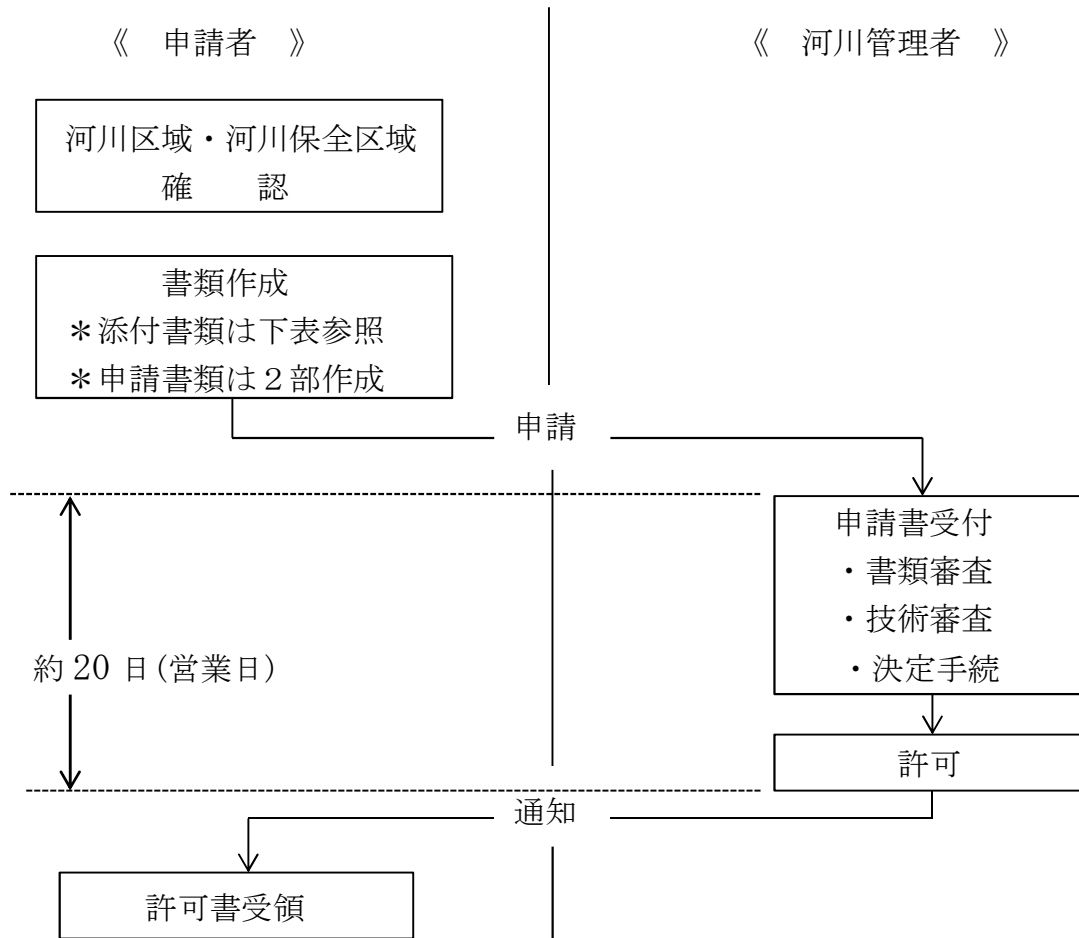 《　申請者　》
《　河川管理者　》
河川区域・河川保全区域
確　　認
書類作成
＊添付書類は下表参照
＊申請書類は２部作成
申請
申請書受付
・書類審査
・技術審査
・決定手続
約 20 日(営業日)
許可
通知
許可書受領